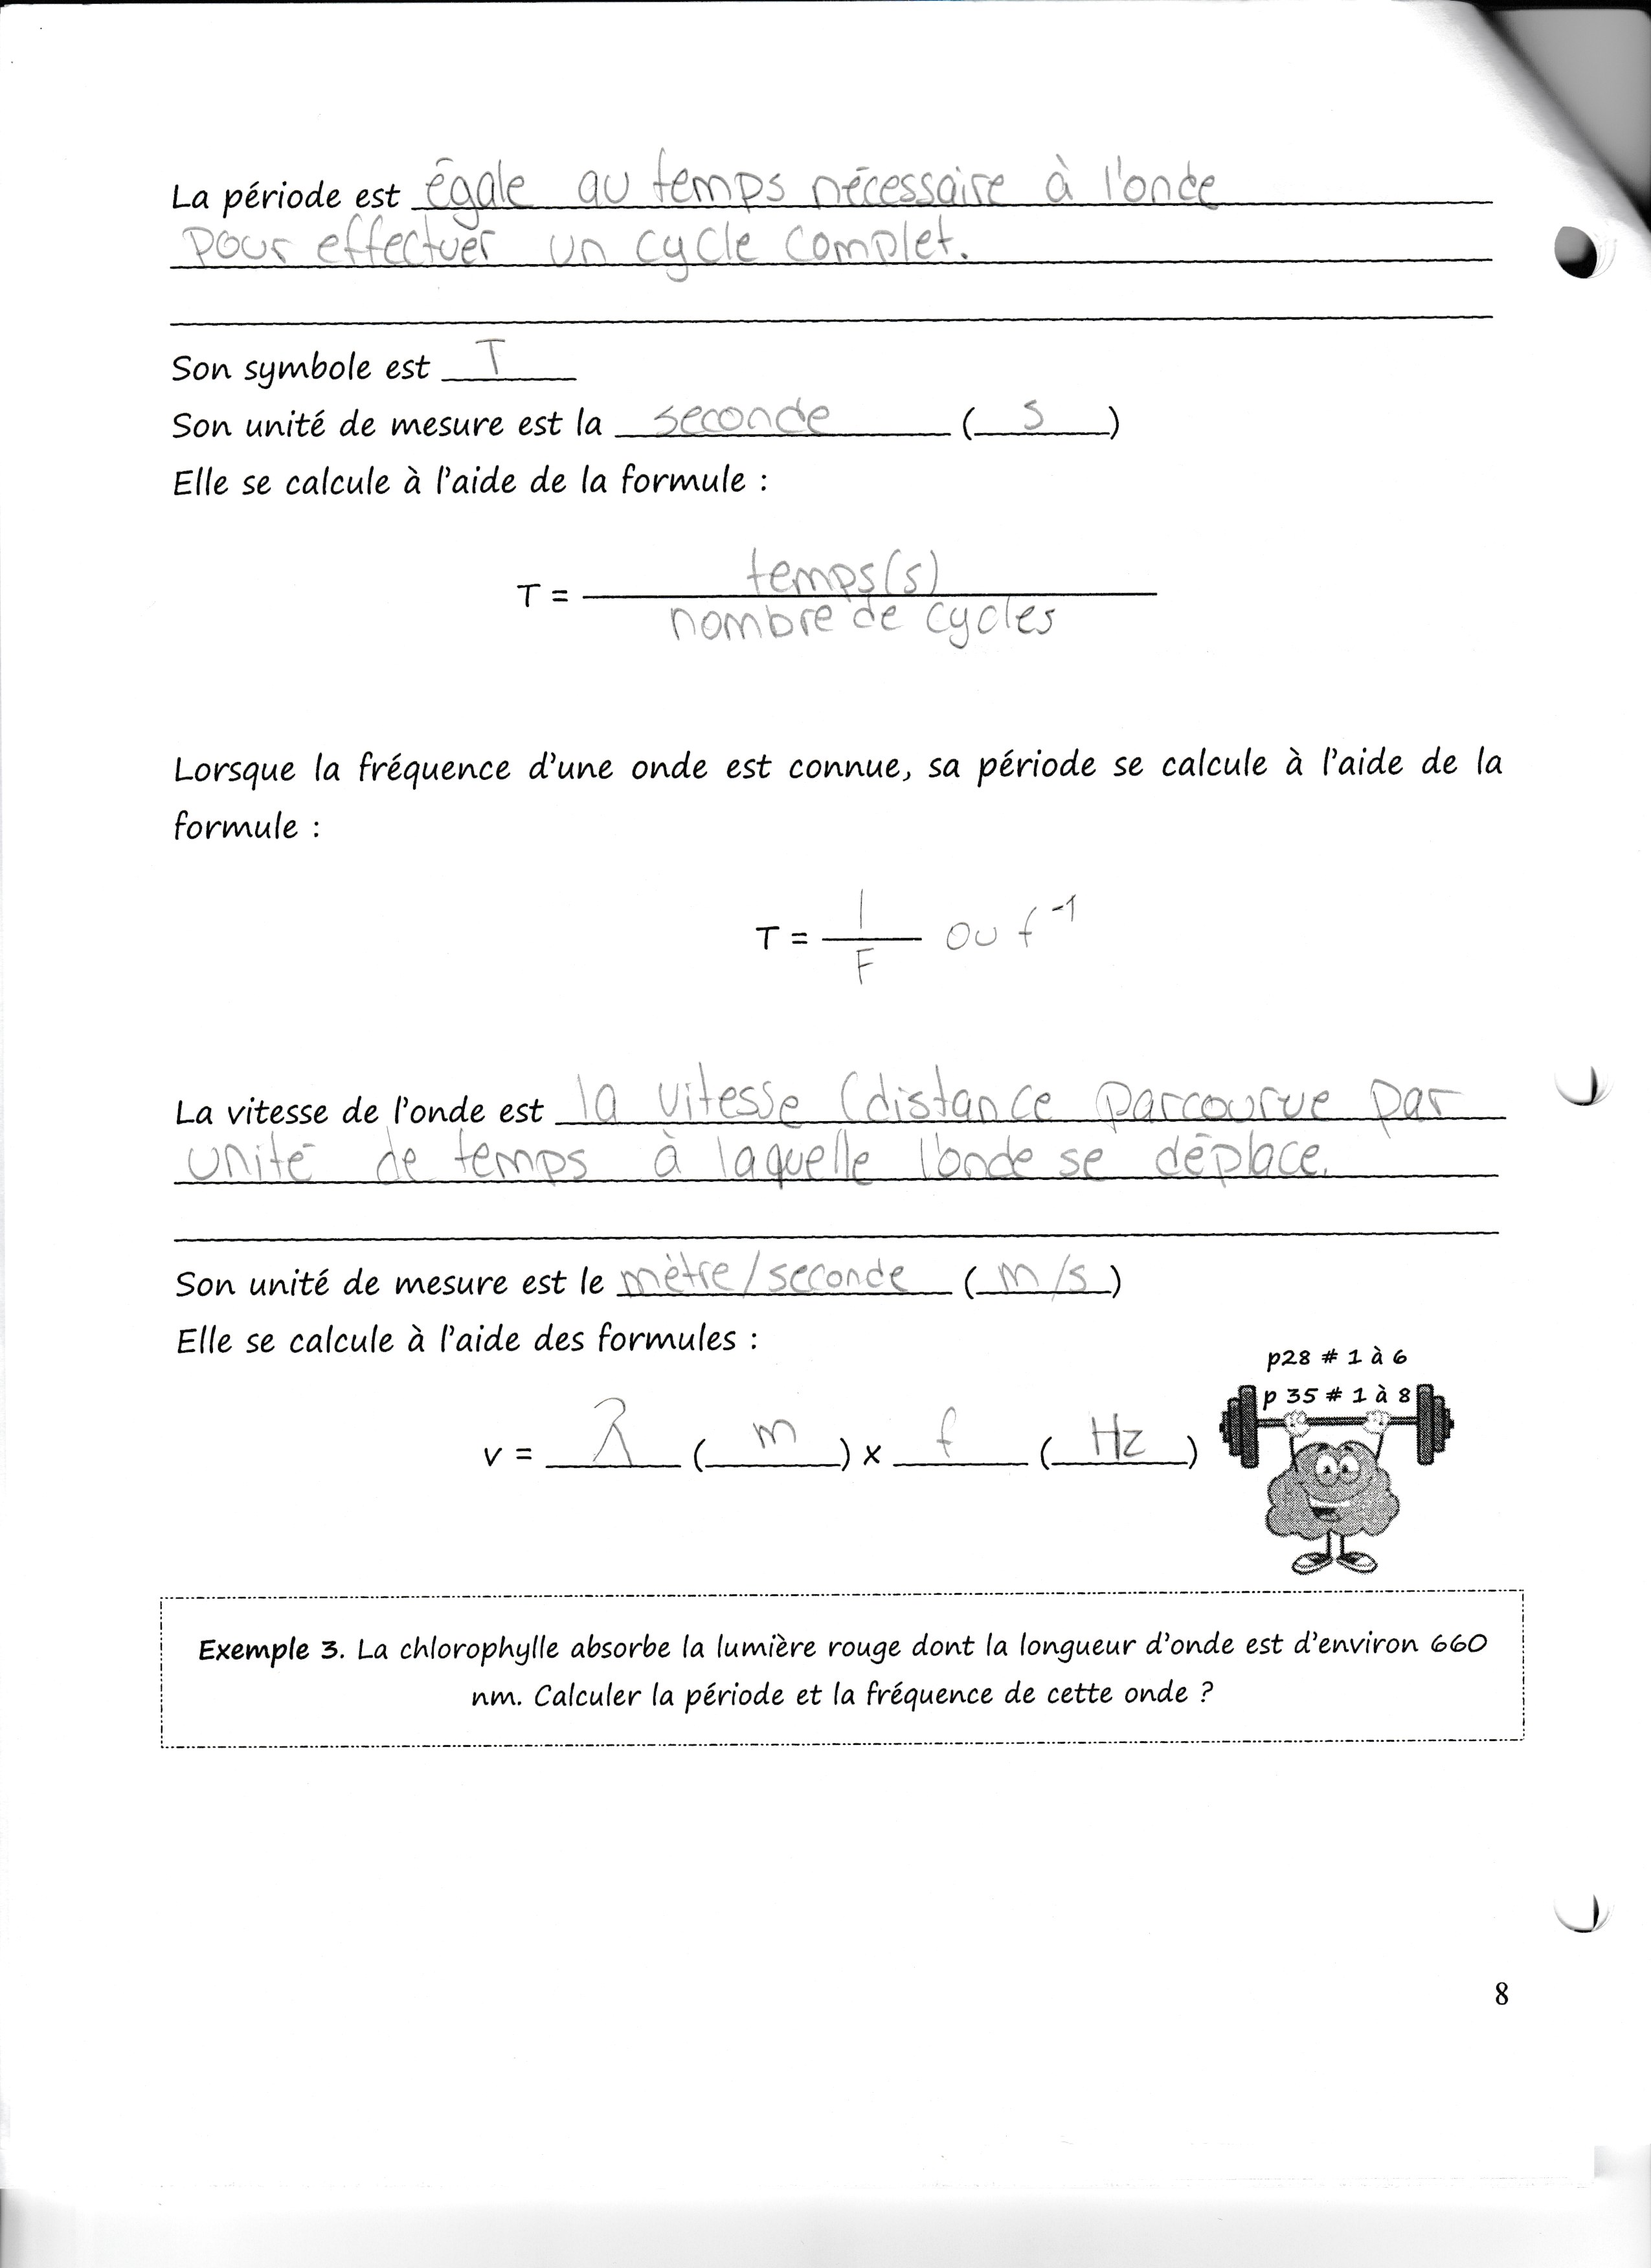 La période est égale au temps nécessaire à l'onde
pour effectuer un cycle complet.
Son symbole est T
Son unité de mesure est la seconde (s)
Elle se calcule à l'aide de la formule :
temps(s)
T =
nombre de cycles
Lorsque la fréquence d'une onde est connue, sa période se calcule à l'aide de la
formule :
1
T = ou f⁻¹
F
La vitesse de l'onde est la vitesse (distance parcourue par
unité de temps à laquelle l'onde se déplace.
Son unité de mesure est le mètre/seconde (m/s)
Elle se calcule à l'aide des formules :
p28 # 1 à 6
p 35 # 1 à 8
v = λ (m) x f (Hz)
Exemple 3. La chlorophylle absorbe la lumière rouge dont la longueur d'onde est d'environ 660
nm. Calculer la période et la fréquence de cette onde ?
8